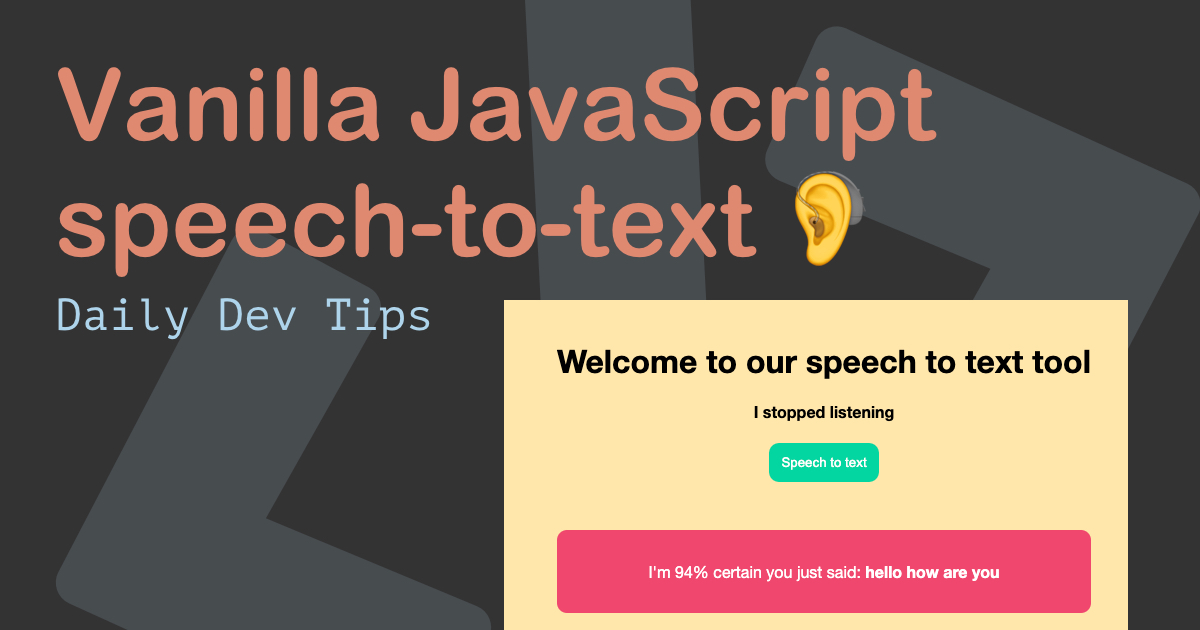 Vanilla JavaScript
speech-to-text 🦻
Daily Dev Tips
Welcome to our speech to text tool
I stopped listening
Speech to text
I'm 94% certain you just said: hello how are you